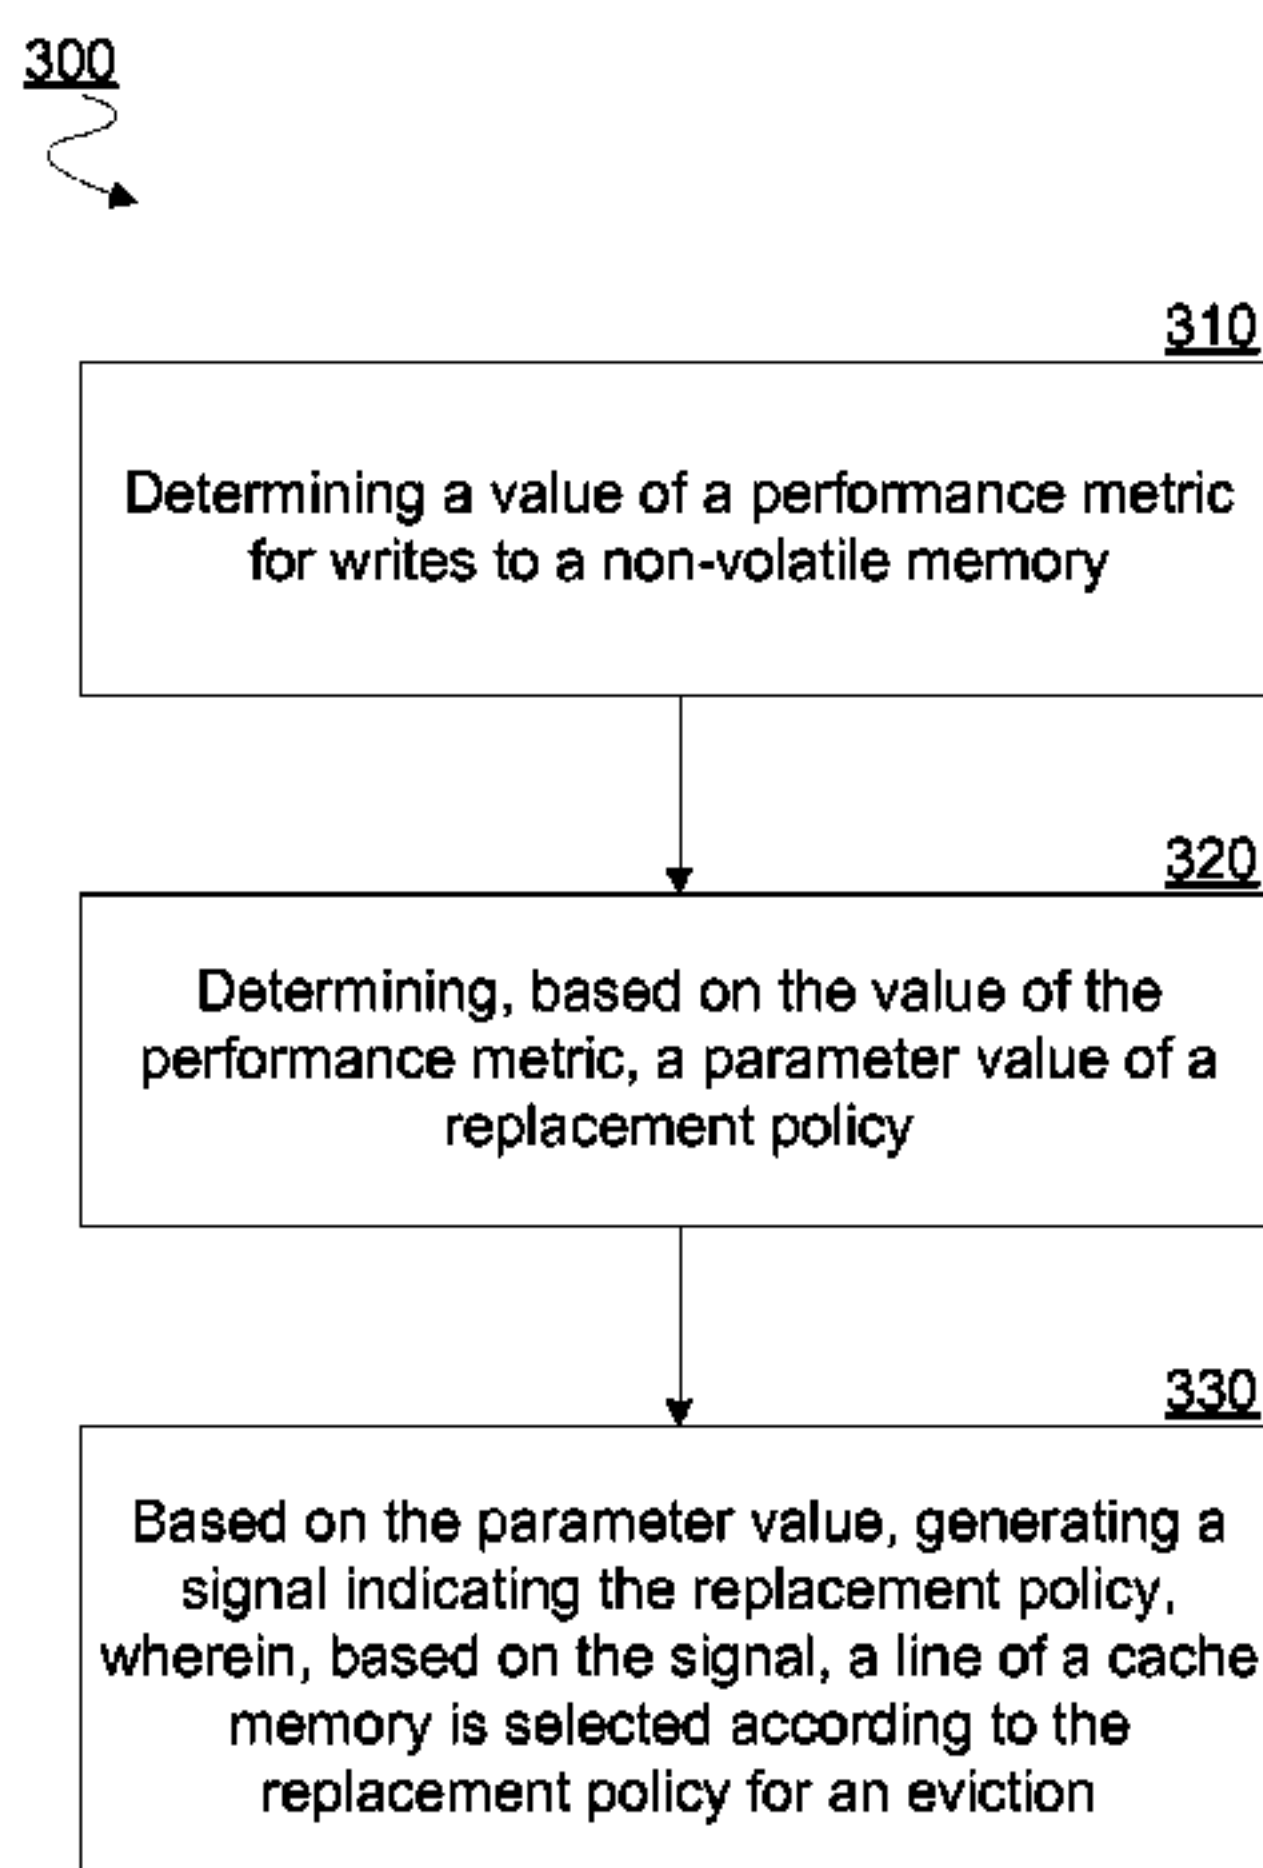 300
310
Determining a value of a performance metric
for writes to a non-volatile memory
320
Determining, based on the value of the
performance metric, a parameter value of a
replacement policy
330
Based on the parameter value, generating a
signal indicating the replacement policy,
wherein, based on the signal, a line of a cache
memory is selected according to the
replacement policy for an eviction